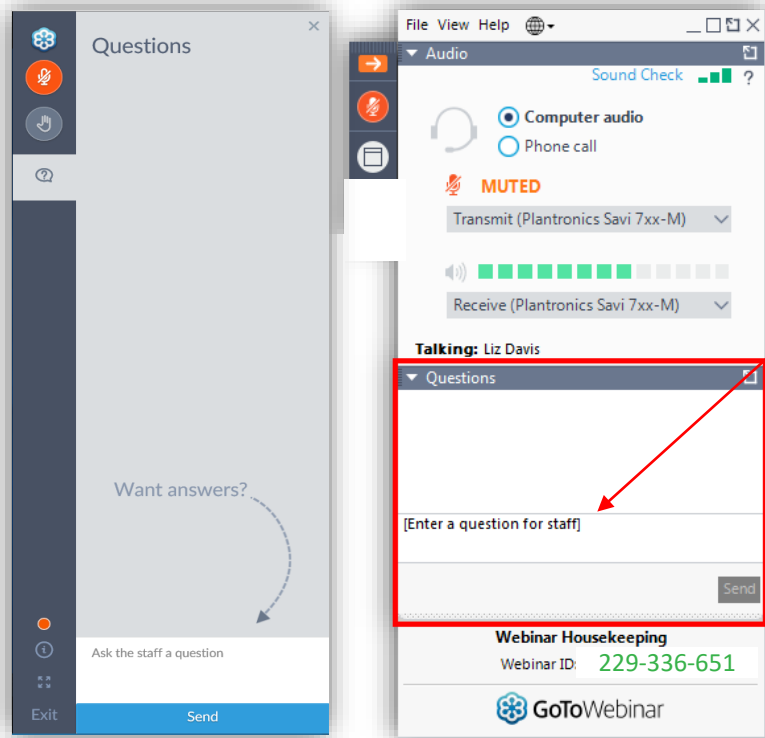 Questions
Want answers?
Ask the staff a question
Exit
Send
File View Help
Audio
Sound Check
?
Computer audio
Phone call
MUTED
Transmit (Plantronics Savi 7xx-M)
Receive (Plantronics Savi 7xx-M)
Talking: Liz Davis
Questions
[Enter a question for staff]
Send
Webinar Housekeeping
Webinar ID: 229-336-651
GoToWebinar